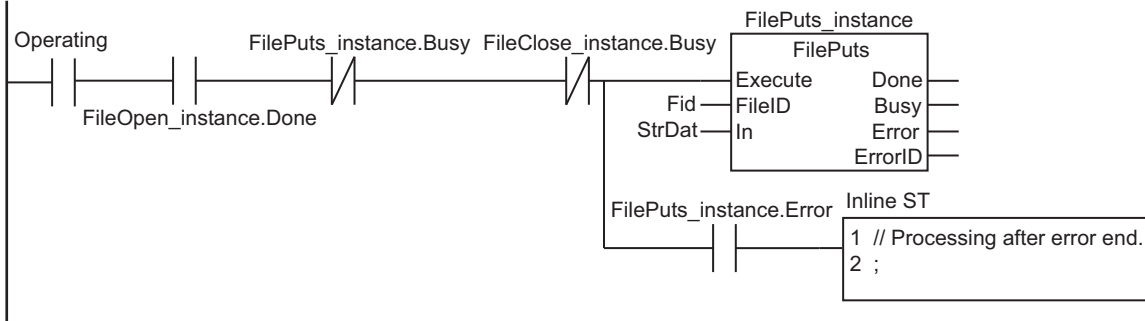 FilePuts_instance
Operating
FilePuts_instance.Busy
FileClose_instance.Busy
FilePuts
FileOpen_instance.Done
Execute
Done
Fid
FileID
Busy
StrDat
In
Error
ErrorID
FilePuts_instance.Error
Inline ST
1 // Processing after error end.
2 ;